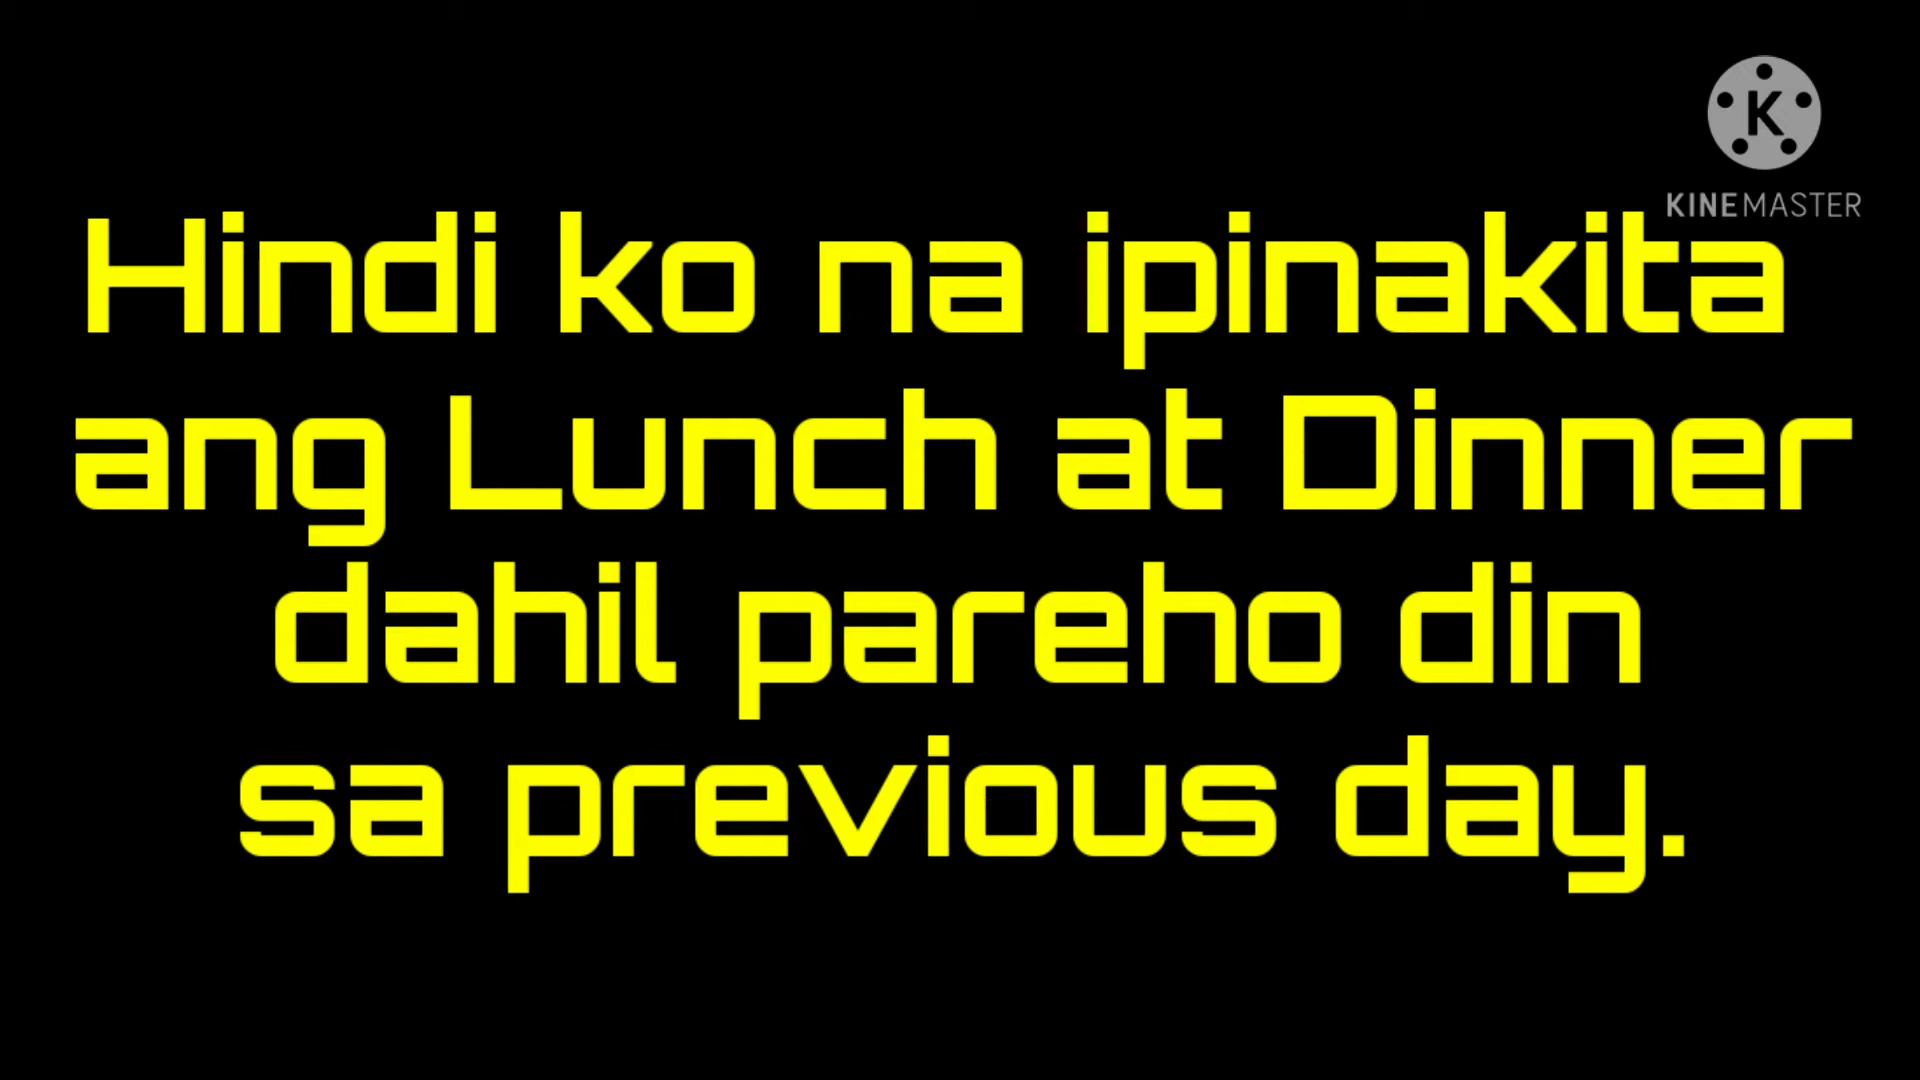 KINEMASTER
Hindi ko na ipinakita
ang Lunch at Dinner
dahil pareho din
sa previous day.